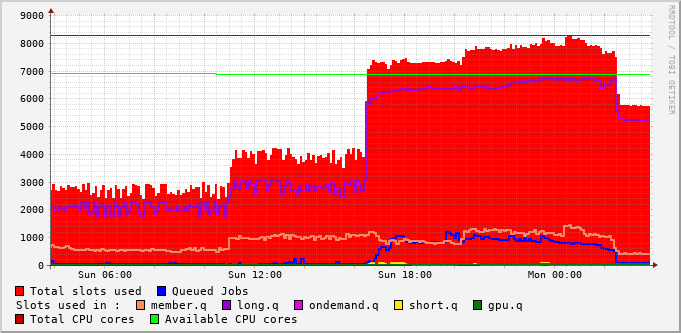 RRDTOOL / TOBI OETIKER
9000
8000
7000
6000
5000
4000
3000
2000
1000
0
Sun 06:00 Sun 12:00 Sun 18:00 Mon 00:00
Total slots used Queued Jobs
Slots used in : member.q long.q ondemand.q short.q gpu.q
Total CPU cores Available CPU cores